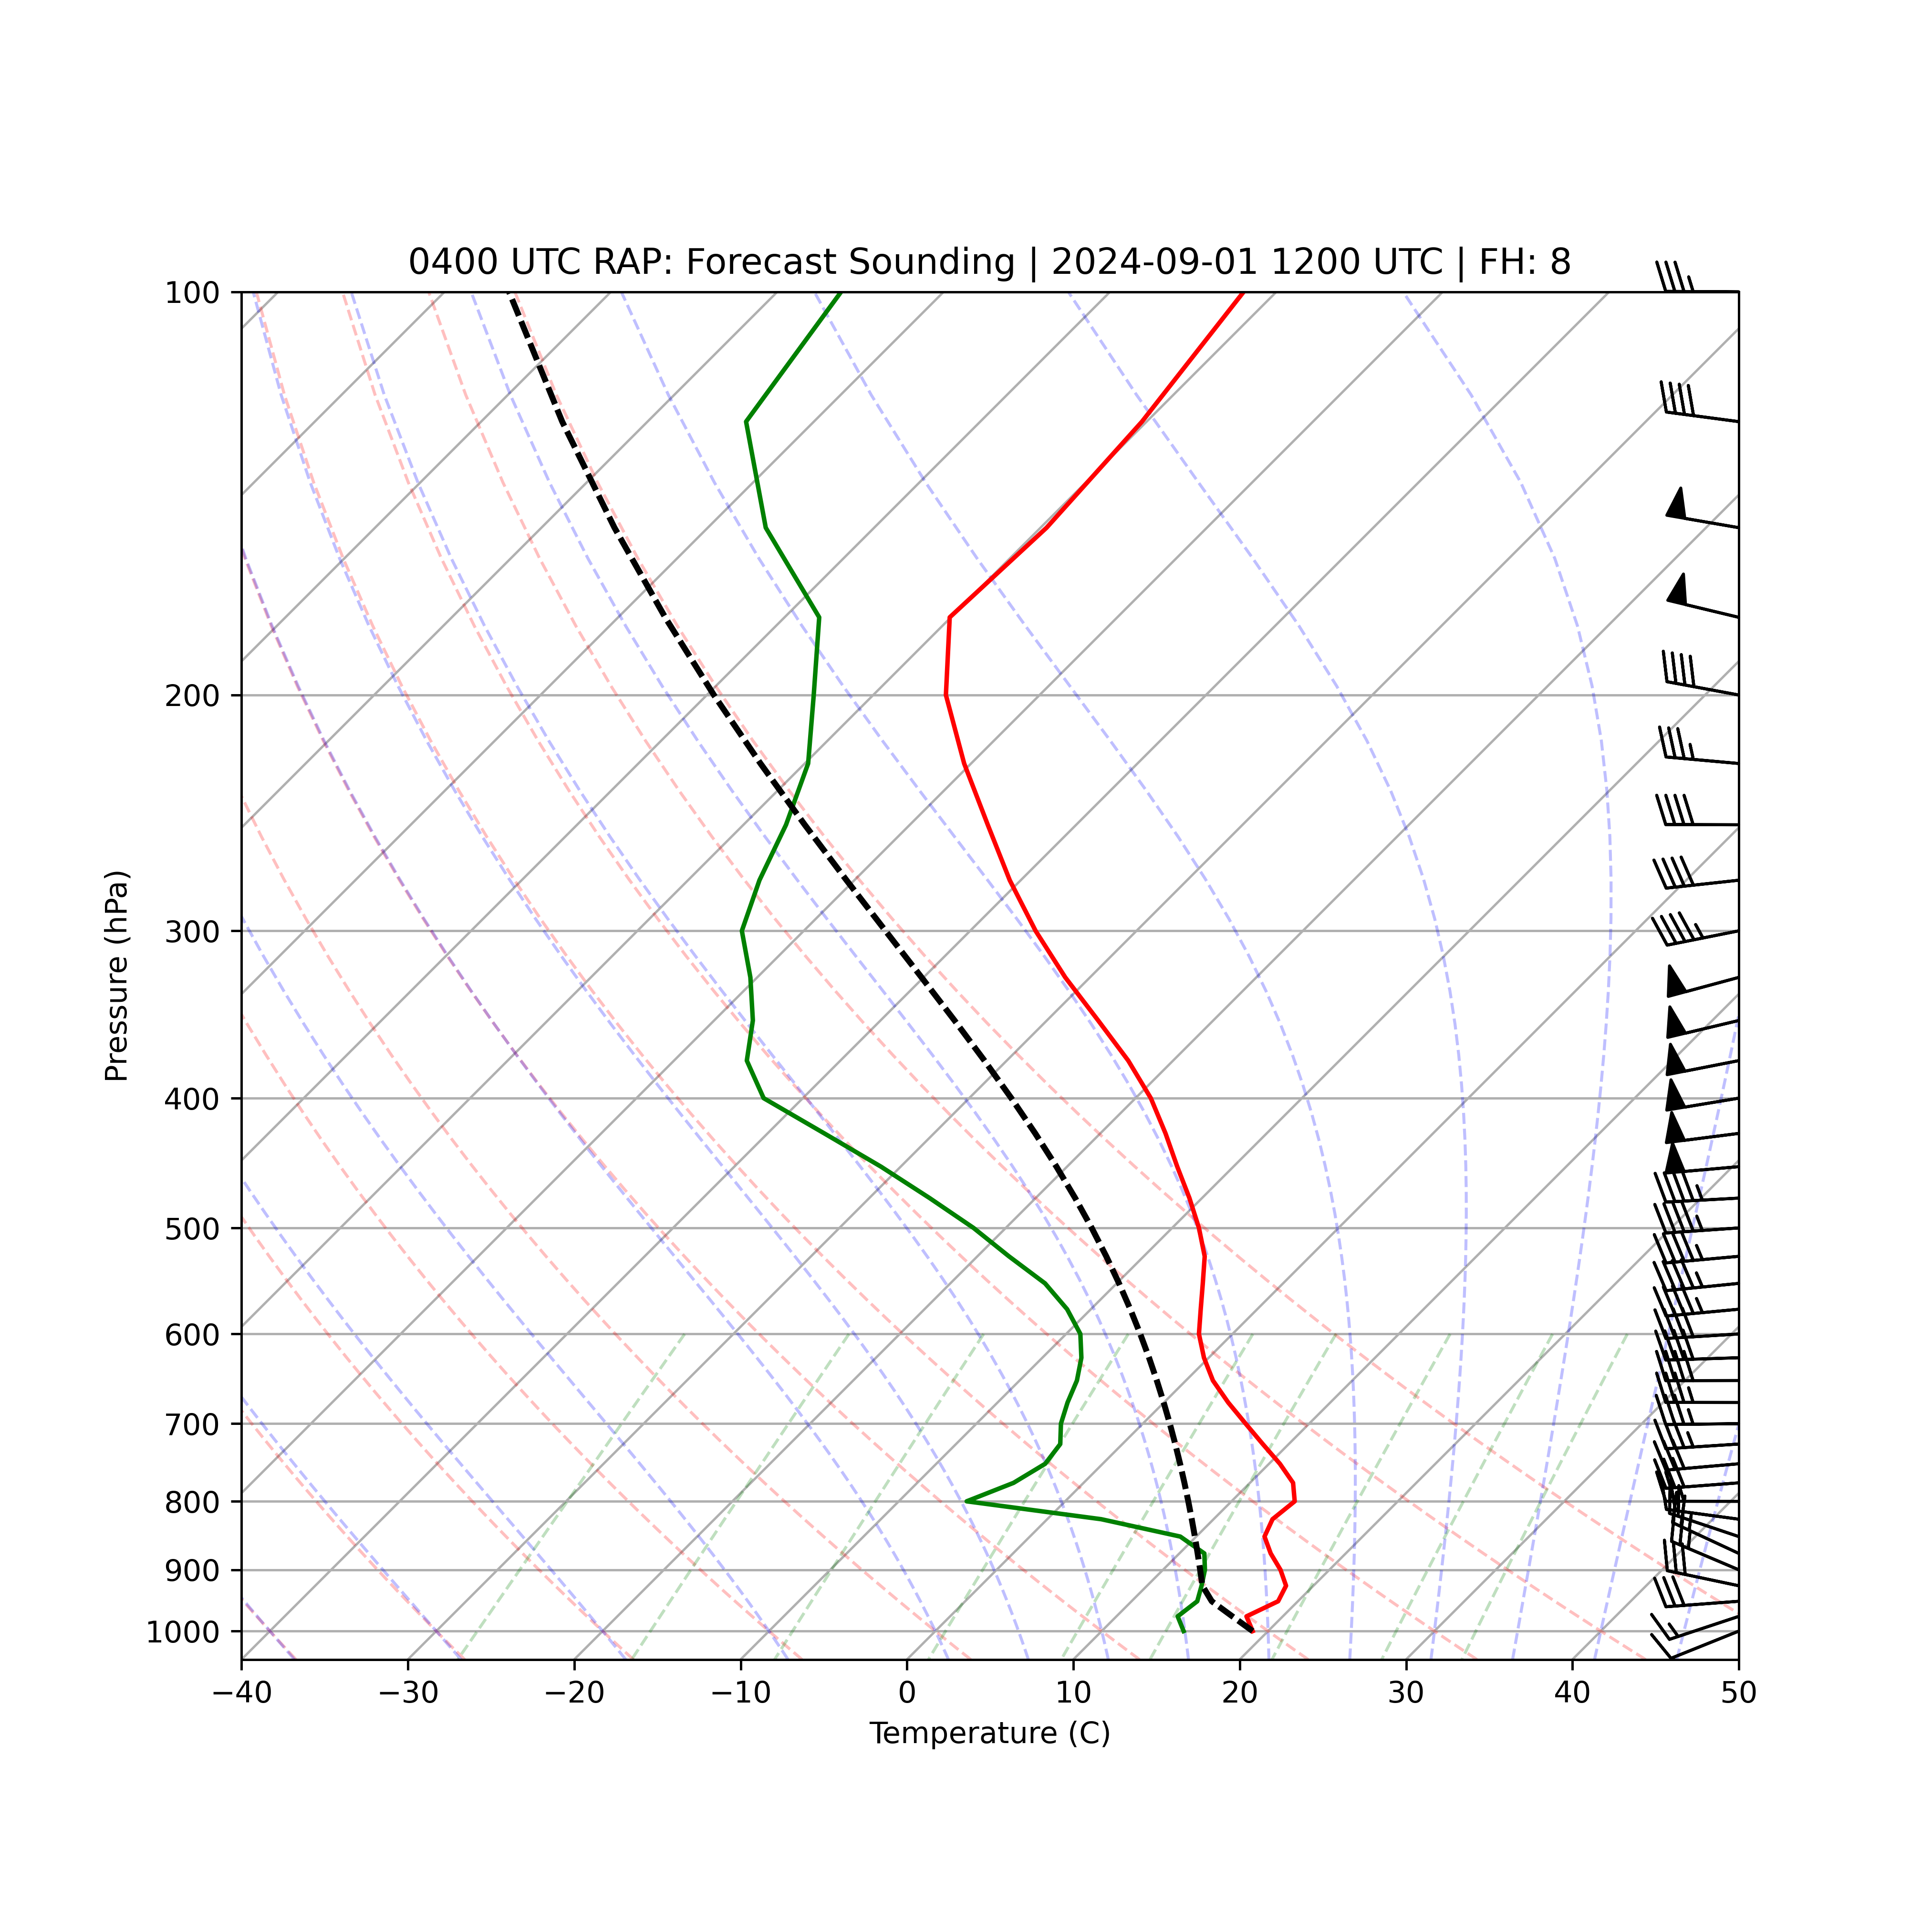 0400 UTC RAP: Forecast Sounding | 2024-09-01 1200 UTC | FH: 8
100
200
300
400
500
600
700
800
900
1000
Pressure (hPa)
−40 −30 −20 −10 0 10 20 30 40 50
Temperature (C)